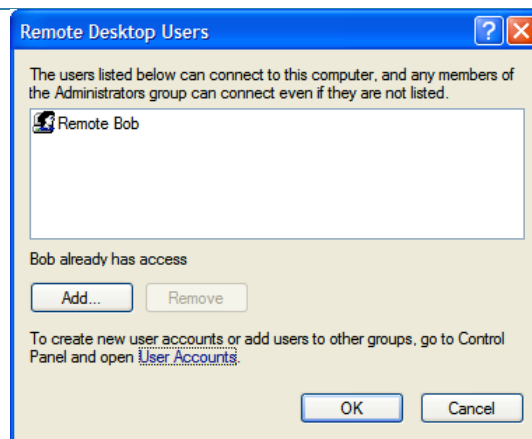 Remote Desktop Users
The users listed below can connect to this computer, and any members of
the Administrators group can connect even if they are not listed.
Remote Bob
Bob already has access
Add...
Remove
To create new user accounts or add users to other groups, go to Control
Panel and open User Accounts.
OK
Cancel